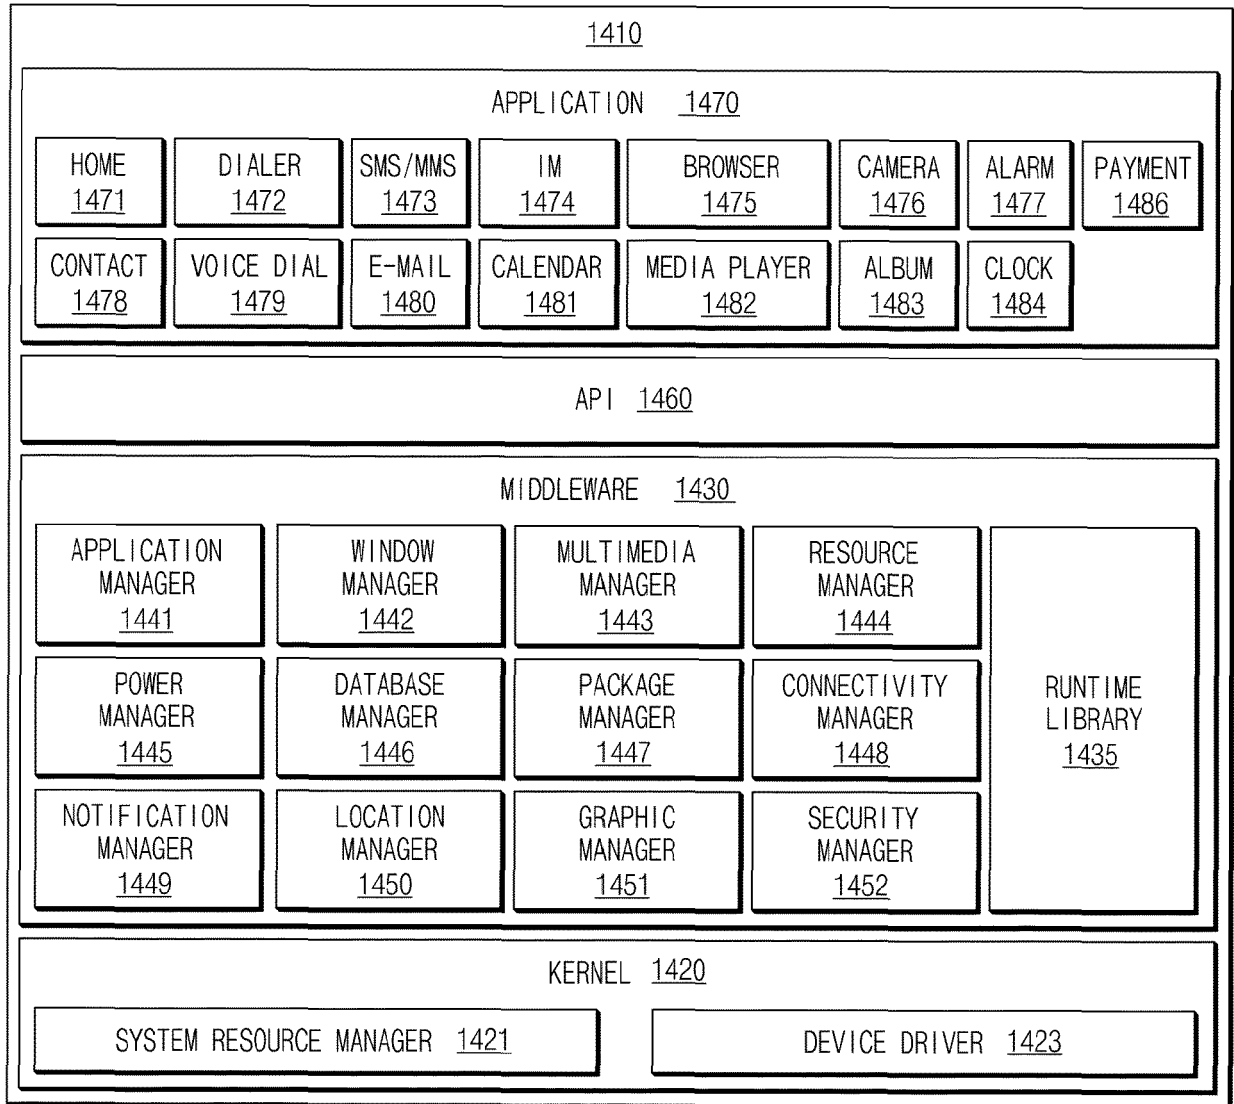 1410
APPLICATION 1470
HOME
1471
DIALER
1472
SMS/MMS
1473
IM
1474
BROWSER
1475
CAMERA
1476
ALARM
1477
PAYMENT
1486
CONTACT
1478
VOICE DIAL
1479
E-MAIL
1480
CALENDAR
1481
MEDIA PLAYER
1482
ALBUM
1483
CLOCK
1484
API 1460
MIDDLEWARE 1430
APPLICATION
MANAGER
1441
WINDOW
MANAGER
1442
MULTIMEDIA
MANAGER
1443
RESOURCE
MANAGER
1444
POWER
MANAGER
1445
DATABASE
MANAGER
1446
PACKAGE
MANAGER
1447
CONNECTIVITY
MANAGER
1448
NOTIFICATION
MANAGER
1449
LOCATION
MANAGER
1450
GRAPHIC
MANAGER
1451
SECURITY
MANAGER
1452
RUNTIME
LIBRARY
1435
KERNEL 1420
SYSTEM RESOURCE MANAGER 1421
DEVICE DRIVER 1423